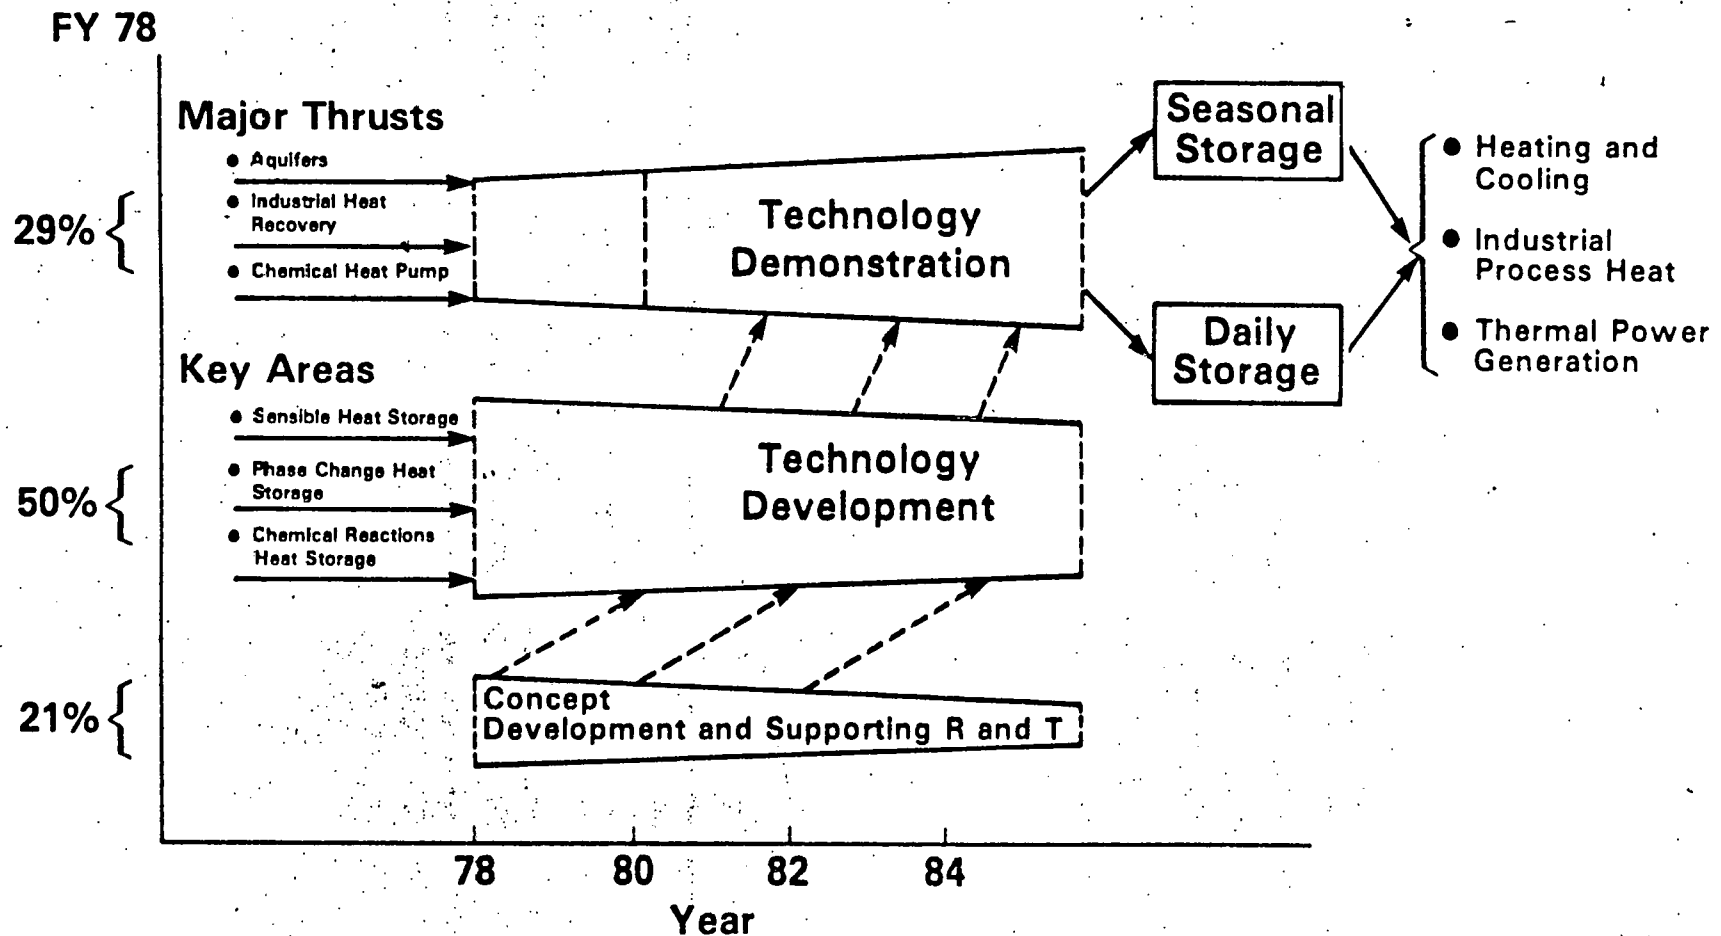 FY 78
Major Thrusts
● Aquifers
● Industrial Heat
Recovery
● Chemical Heat Pump
29% {
Technology
Demonstration
Seasonal
Storage
Daily
Storage
● Heating and
Cooling
● Industrial
Process Heat
● Thermal Power
Generation
Key Areas
● Sensible Heat Storage
● Phase Change Heat
Storage
● Chemical Reactions
Heat Storage
50% {
Technology
Development
21% {
Concept
Development and Supporting R and T
78 80 82 84
Year